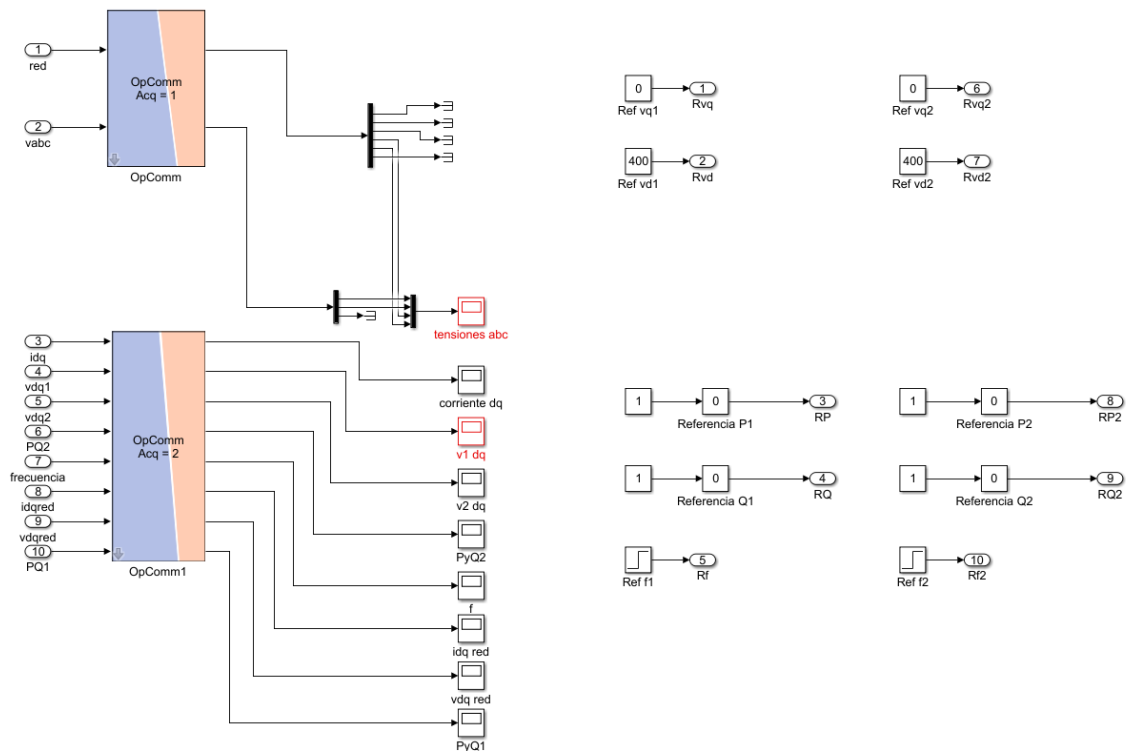 1
red
2
vabc
OpComm
Acq = 1
OpComm
0
Ref vq1
1
Rvq
0
Ref vq2
6
Rvq2
400
Ref vd1
2
Rvd
400
Ref vd2
7
Rvd2
tensiones abc
3
idq
4
vdq1
5
vdq2
6
PQ2
7
frecuencia
8
idqred
9
vdqred
10
PQ1
OpComm
Acq = 2
OpComm1
corriente dq
v1 dq
v2 dq
PyQ2
f
idq red
vdq red
PyQ1
1
0
Referencia P1
3
RP
1
0
Referencia P2
8
RP2
1
0
Referencia Q1
4
RQ
1
0
Referencia Q2
9
RQ2
Ref f1
5
Rf
Ref f2
10
Rf2